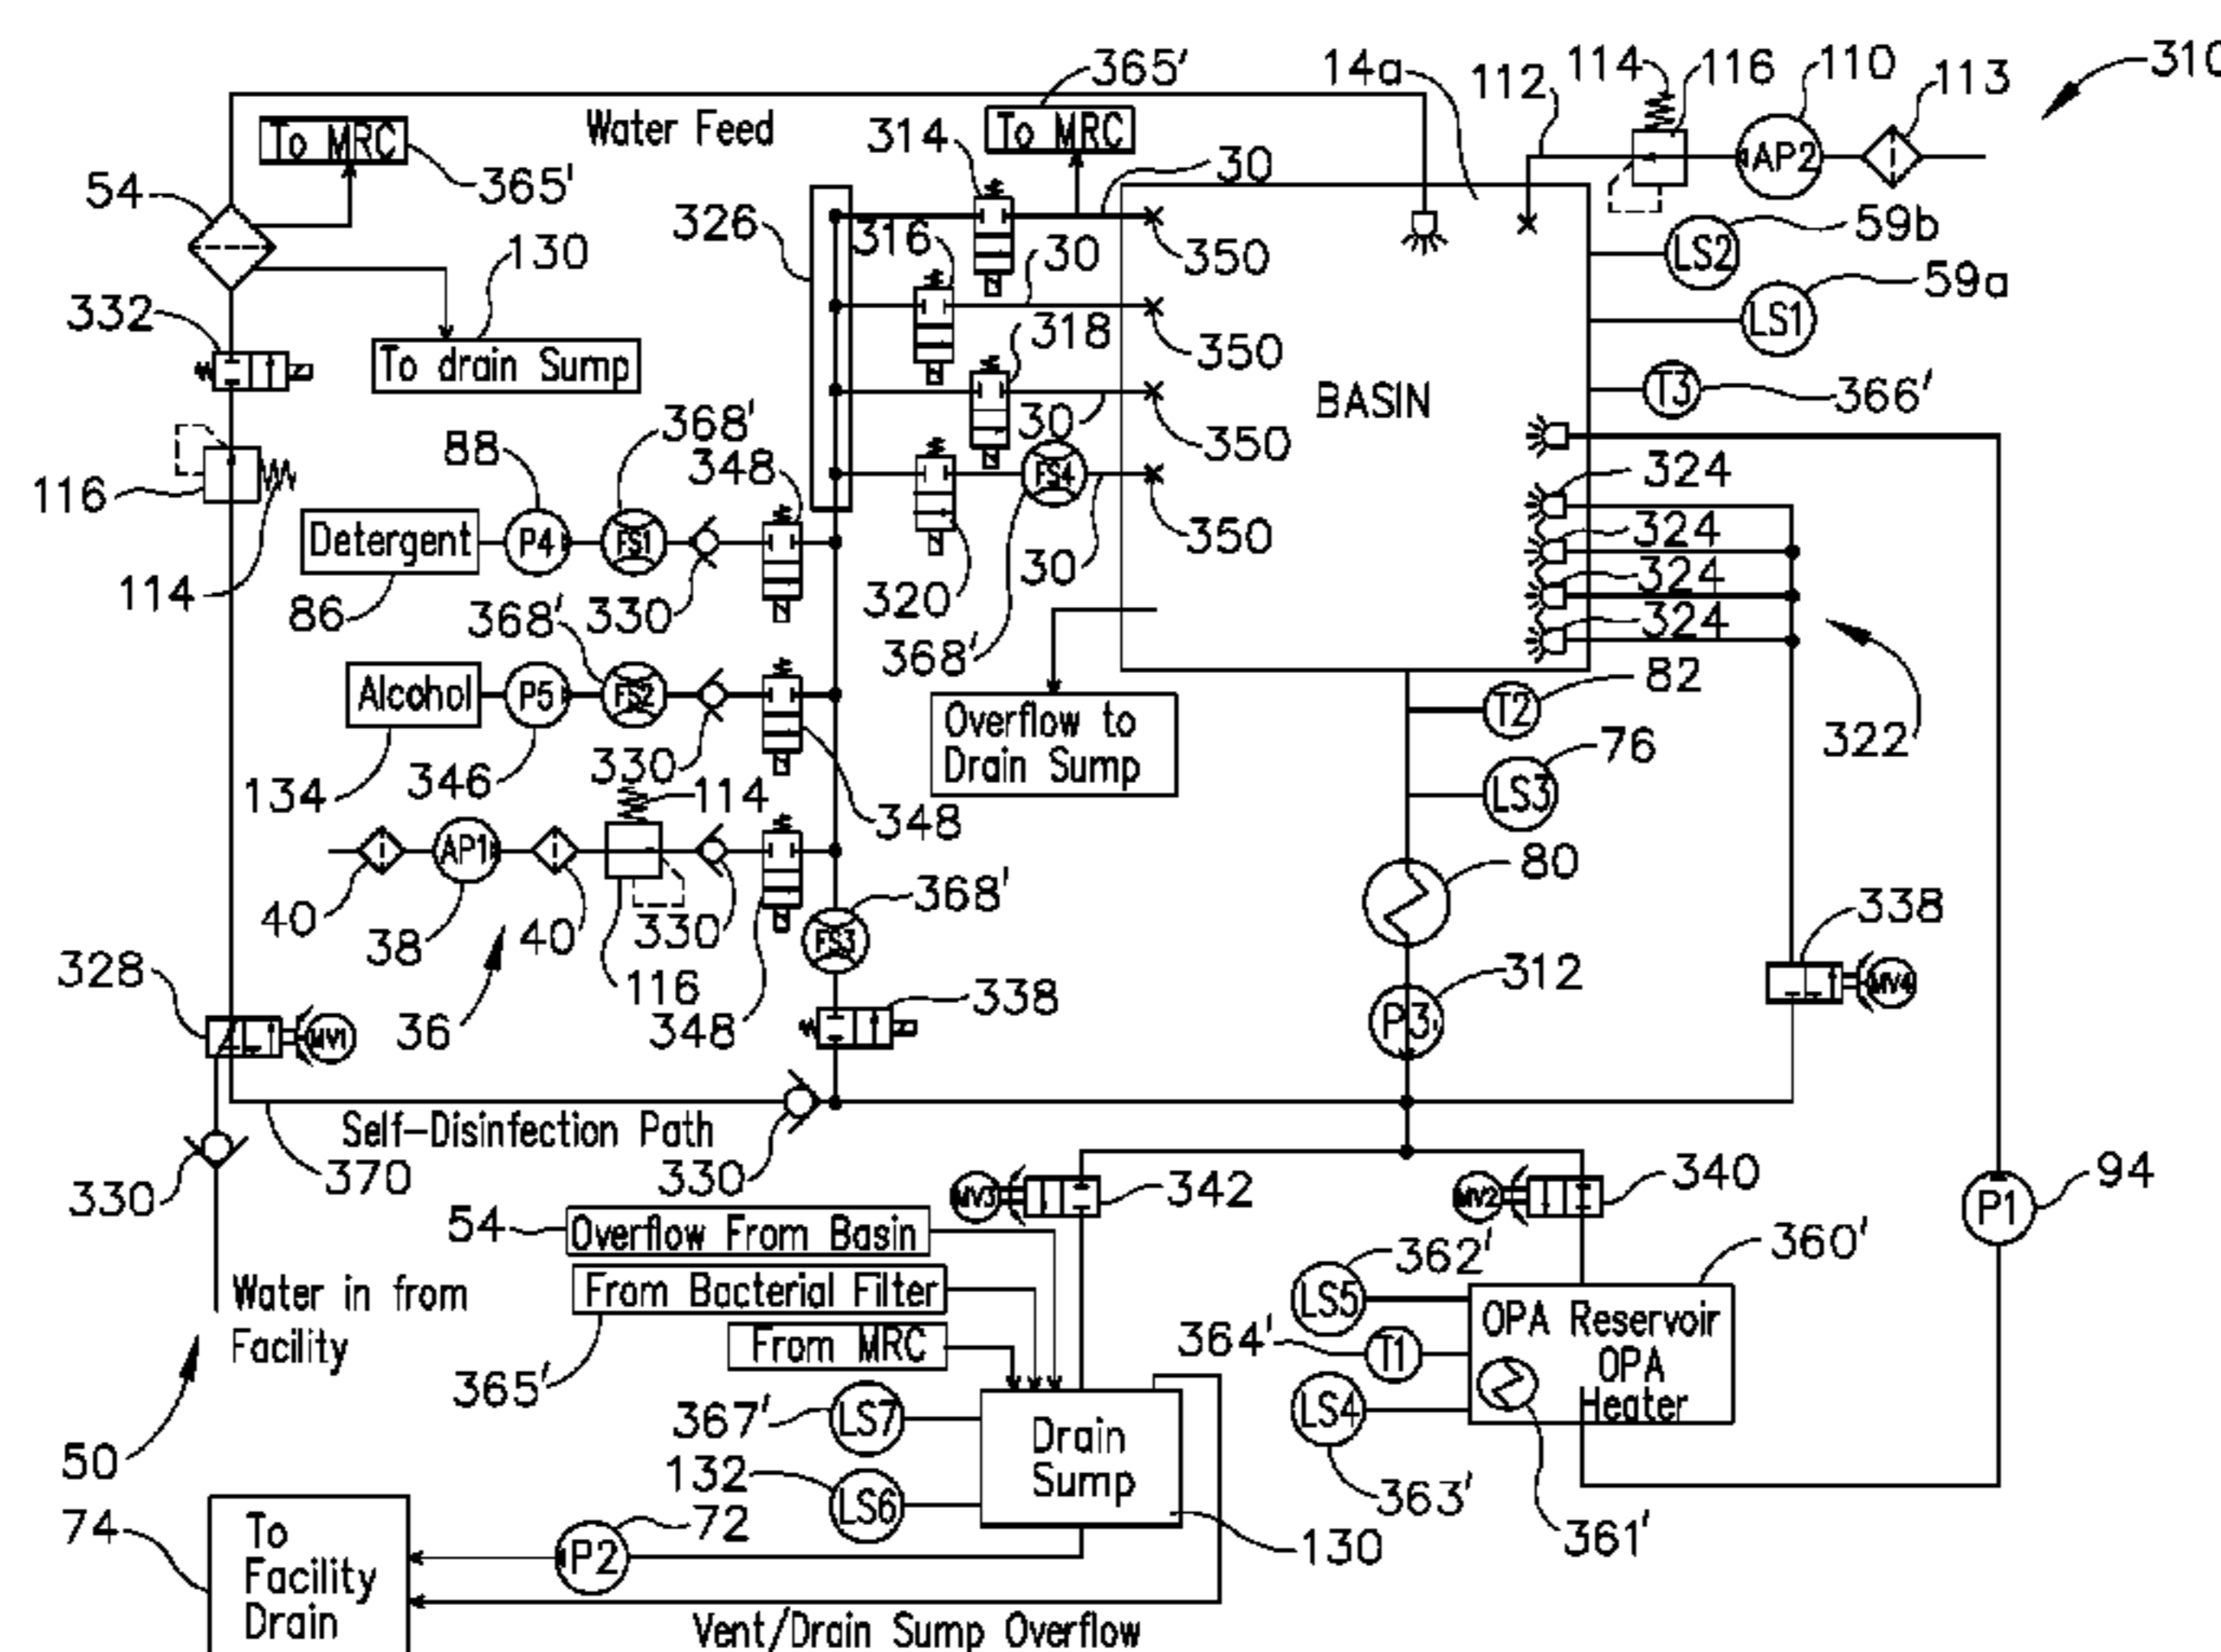 310
365'
14a
112
114
116
110
113
To MRC
Water Feed
314
To MRC
30
AP2
54
365'
326
316
30
350
LS2
59b
130
332
318
350
LS1
59a
To drain Sump
BASIN
T3
366'
30
350
88
368'
348
FS4
324
116
Detergent
P4
FS1
350
324
114
86
330
320
30
324
368'
368'
324
Alcohol
P5
FS2
Overflow to
Drain Sump
T2
82
322
134
346
330
114
348
LS3
76
AP1
80
40
38
40
330
368'
FS3
338
328
116
312
MV1
36
348
338
P3
MV4
Self-Disinfection Path
330
370
330
MV3
342
MV2
340
P1
94
54
Overflow From Basin
362'
360'
Water in from
Facility
From Bacterial Filter
LS5
OPA Reservoir
OPA
Heater
From MRC
364'
T1
365'
367'
LS7
LS4
50
Drain
Sump
132
LS6
363'
361'
74
To
Facility
Drain
P2
72
130
Vent/Drain Sump Overflow